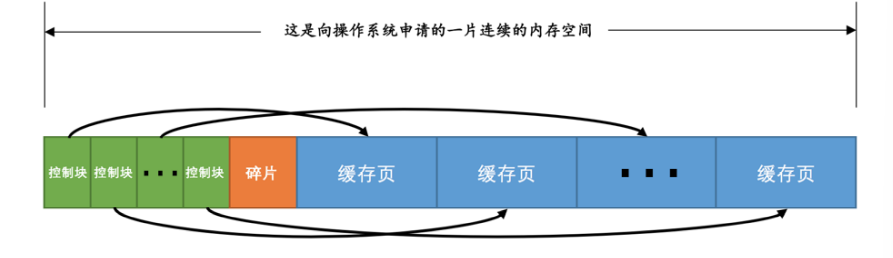 这是向操作系统申请的一片连续的内存空间
控制块 控制块 ··· 控制块 碎片 缓存页 缓存页 ··· 缓存页